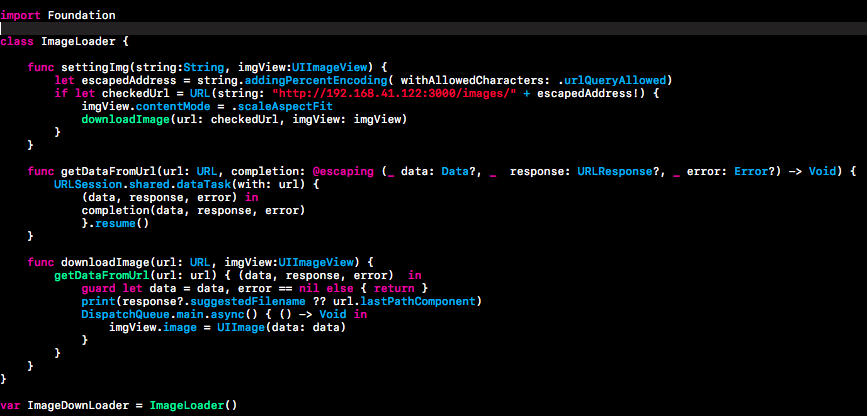 import Foundation
class ImageLoader {
func settingImg(string:String, imgView:UIImageView) {
let escapedAddress = string.addingPercentEncoding( withAllowedCharacters: .urlQueryAllowed)
if let checkedUrl = URL(string: "http://192.168.41.122:3000/images/" + escapedAddress!) {
imgView.contentMode = .scaleAspectFit
downloadImage(url: checkedUrl, imgView: imgView)
}
}
func getDataFromUrl(url: URL, completion: @escaping (_ data: Data?, _  response: URLResponse?, _ error: Error?) -> Void) {
URLSession.shared.dataTask(with: url) {
(data, response, error) in
completion(data, response, error)
}.resume()
}
func downloadImage(url: URL, imgView:UIImageView) {
getDataFromUrl(url: url) { (data, response, error)  in
guard let data = data, error == nil else { return }
print(response?.suggestedFilename ?? url.lastPathComponent)
DispatchQueue.main.async() { () -> Void in
imgView.image = UIImage(data: data)
}
}
}
}
var ImageDownLoader = ImageLoader()